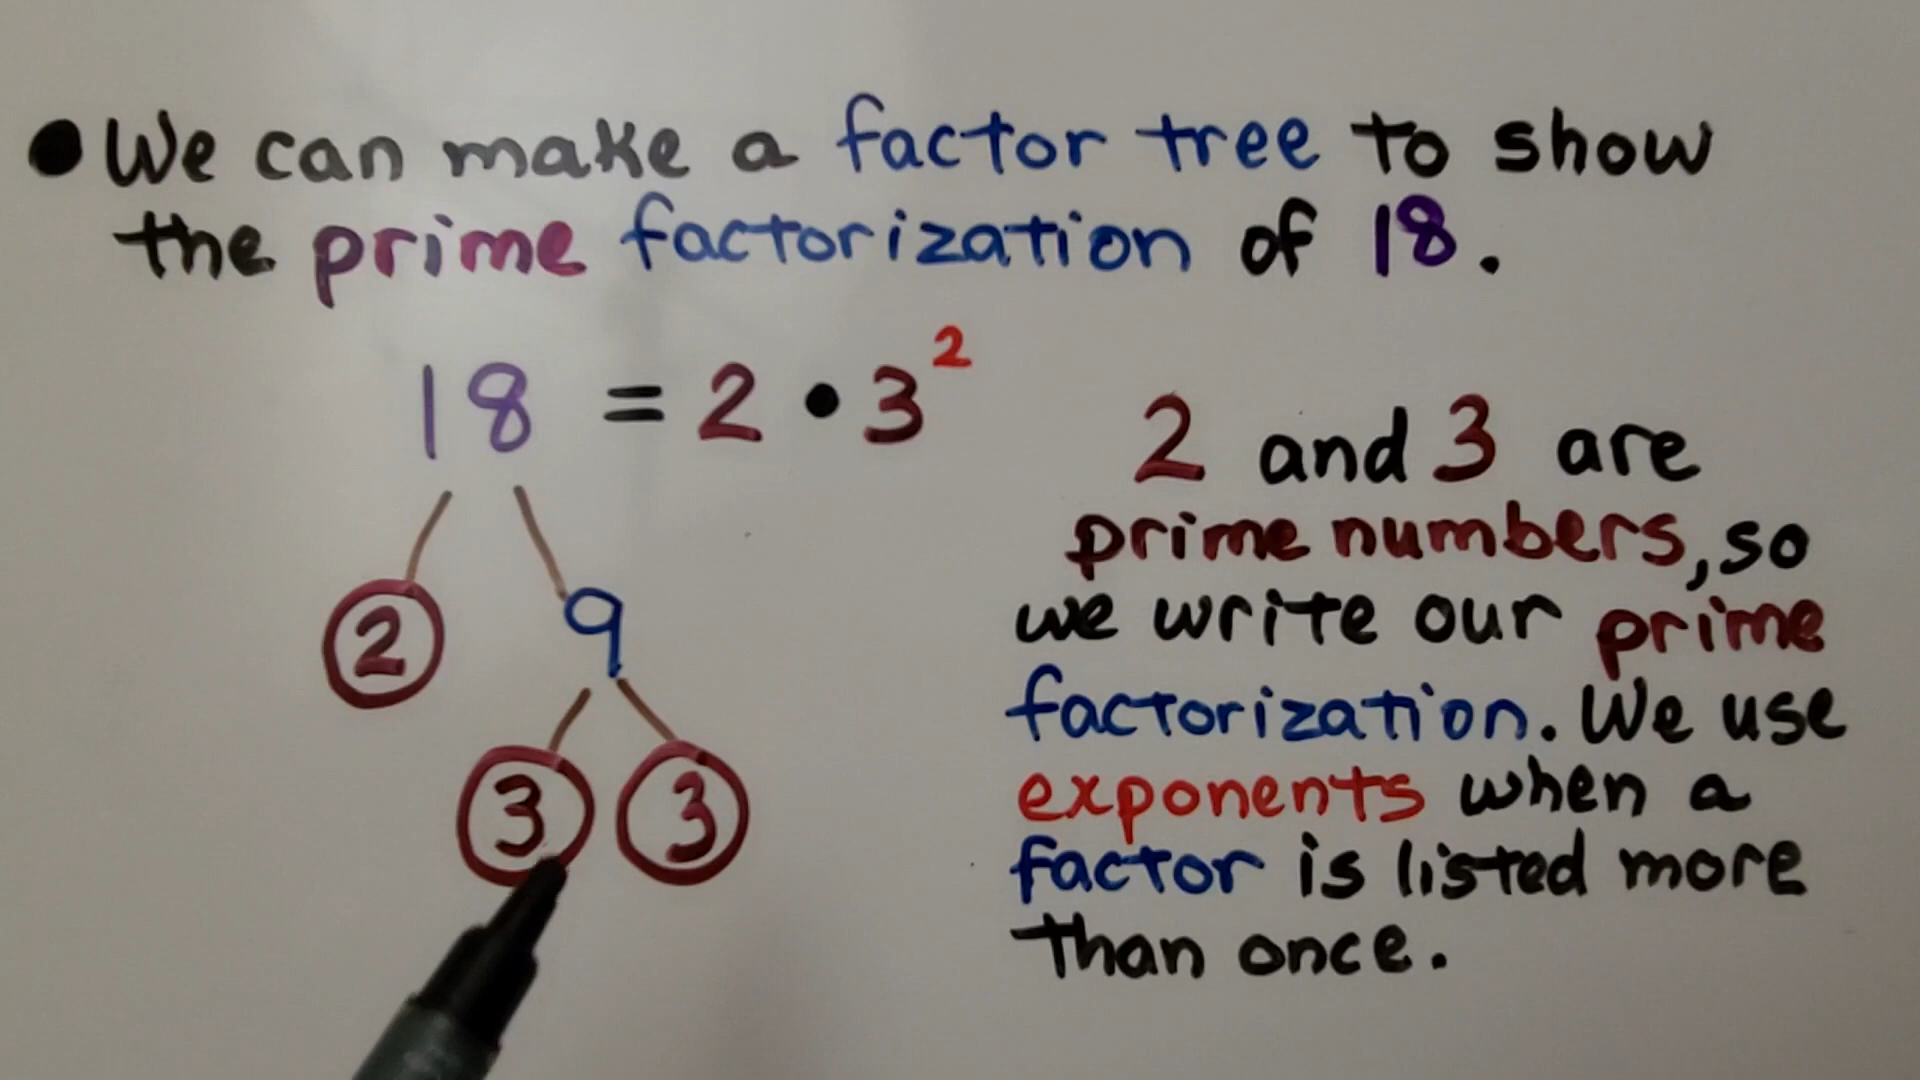 ● We can make a factor tree to show
the prime factorization of 18.
18 = 2 • 3²
2 and 3 are
prime numbers, so
we write our prime
factorization. We use
exponents when a
factor is listed more
than once.
2 9
3 3